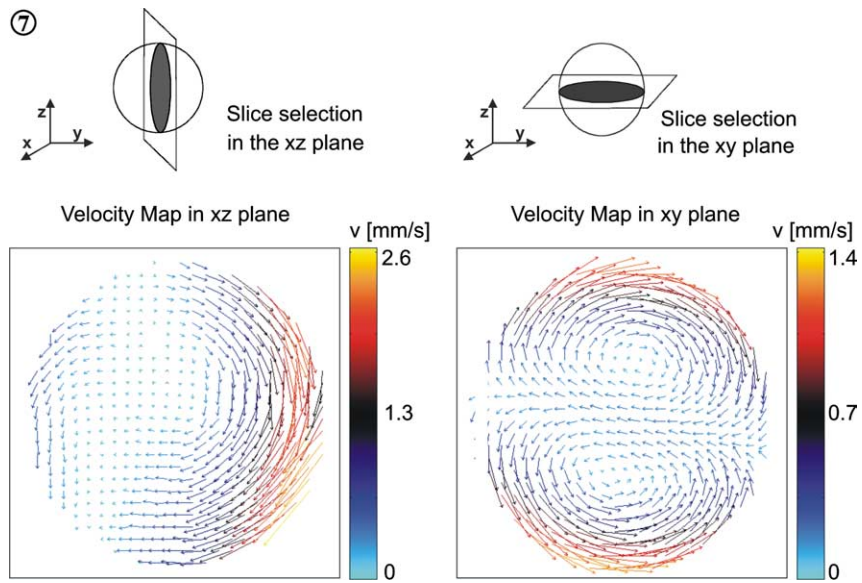 7
z
x
y
Slice selection
in the xz plane
z
x
y
Slice selection
in the xy plane
Velocity Map in xz plane
v [mm/s]
2.6
1.3
0
Velocity Map in xy plane
v [mm/s]
1.4
0.7
0